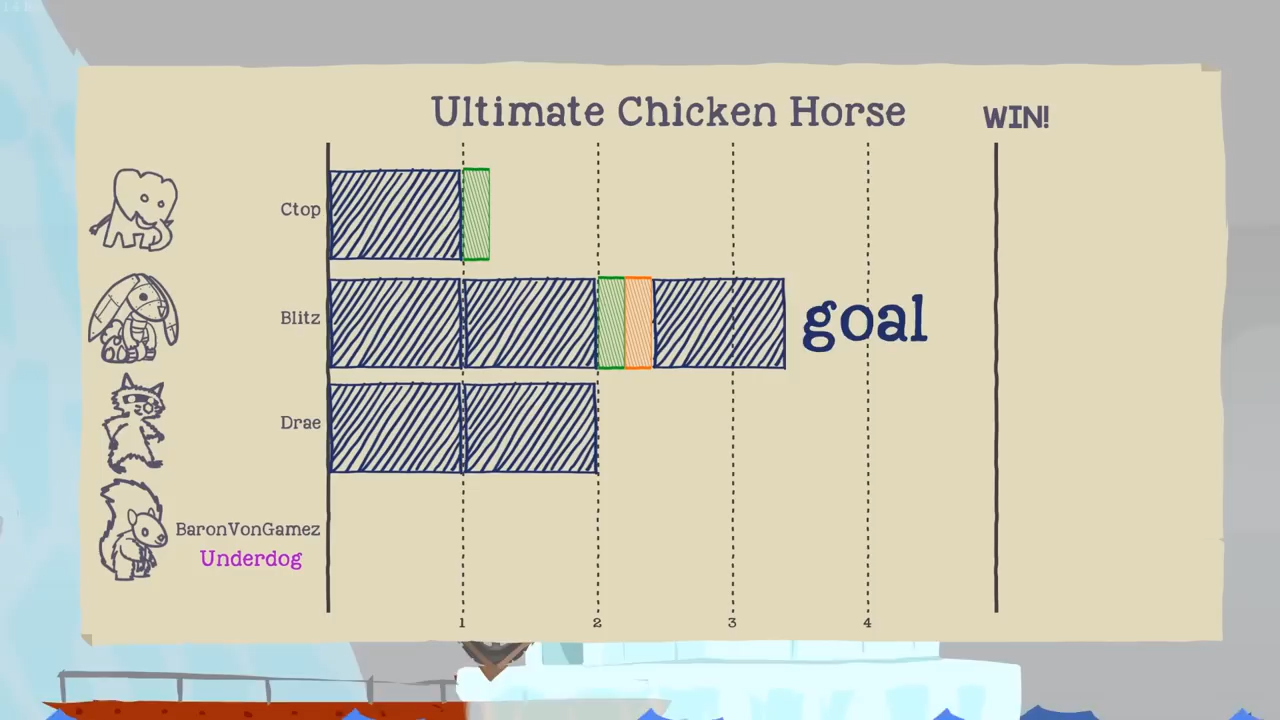 Ultimate Chicken Horse
WIN!
Ctop
Blitz
goal
Drae
BaronVonGamez
Underdog
1 2 3 4